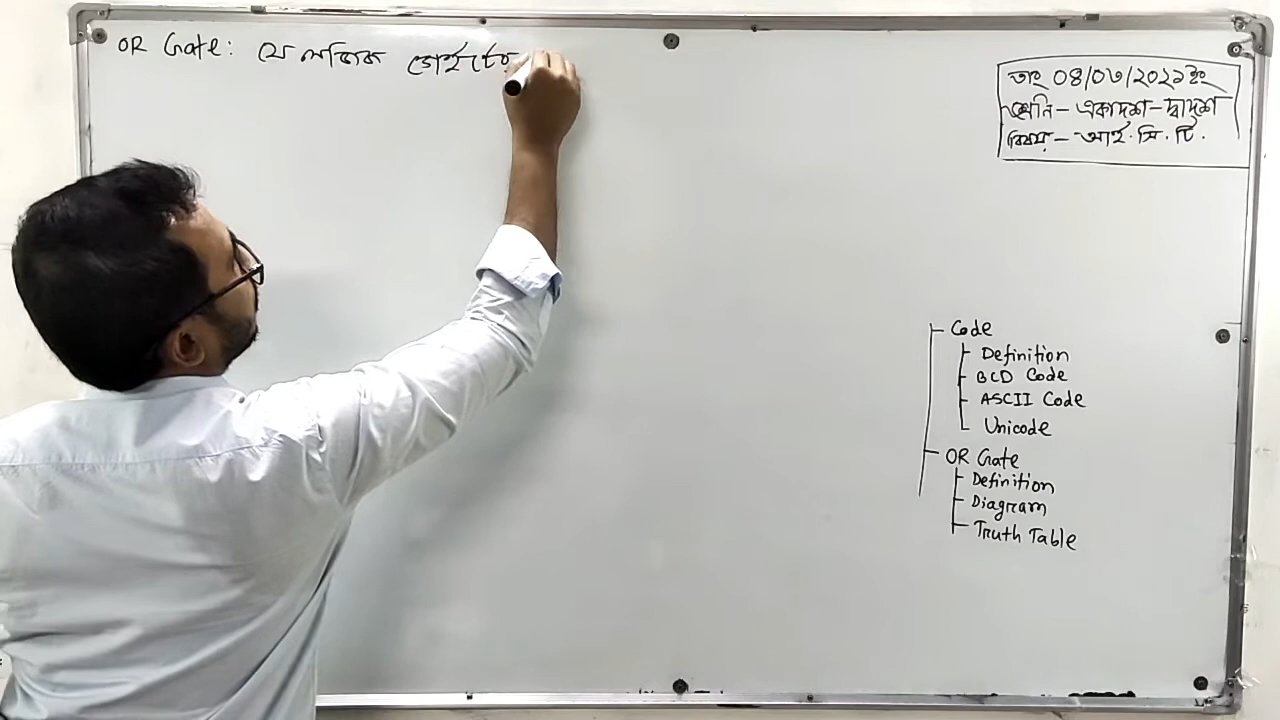 OR Gate: যে লজিক গেইটের
তাং ০৪/০৩/২০২১ ইং
শ্রেনি - একাদশ - দ্বাদশ
বিষয় - আই.সি.টি.
Code
Definition
BCD Code
ASCII Code
Unicode
OR Gate
Definition
Diagram
Truth Table